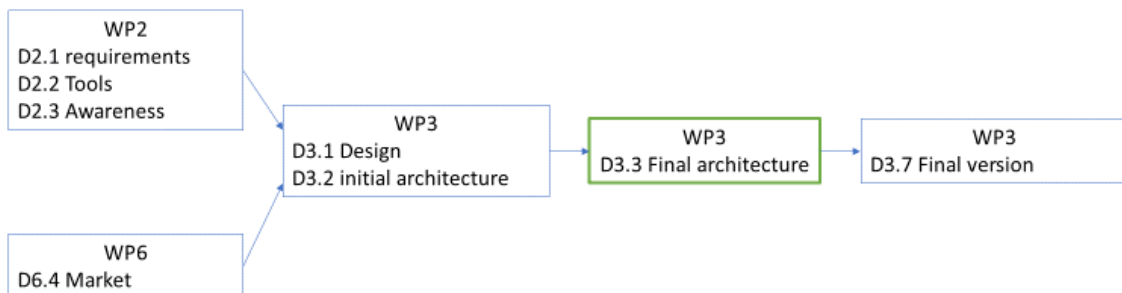 WP2
D2.1 requirements
D2.2 Tools
D2.3 Awareness
WP3
D3.1 Design
D3.2 initial architecture
WP3
D3.3 Final architecture
WP3
D3.7 Final version
WP6
D6.4 Market